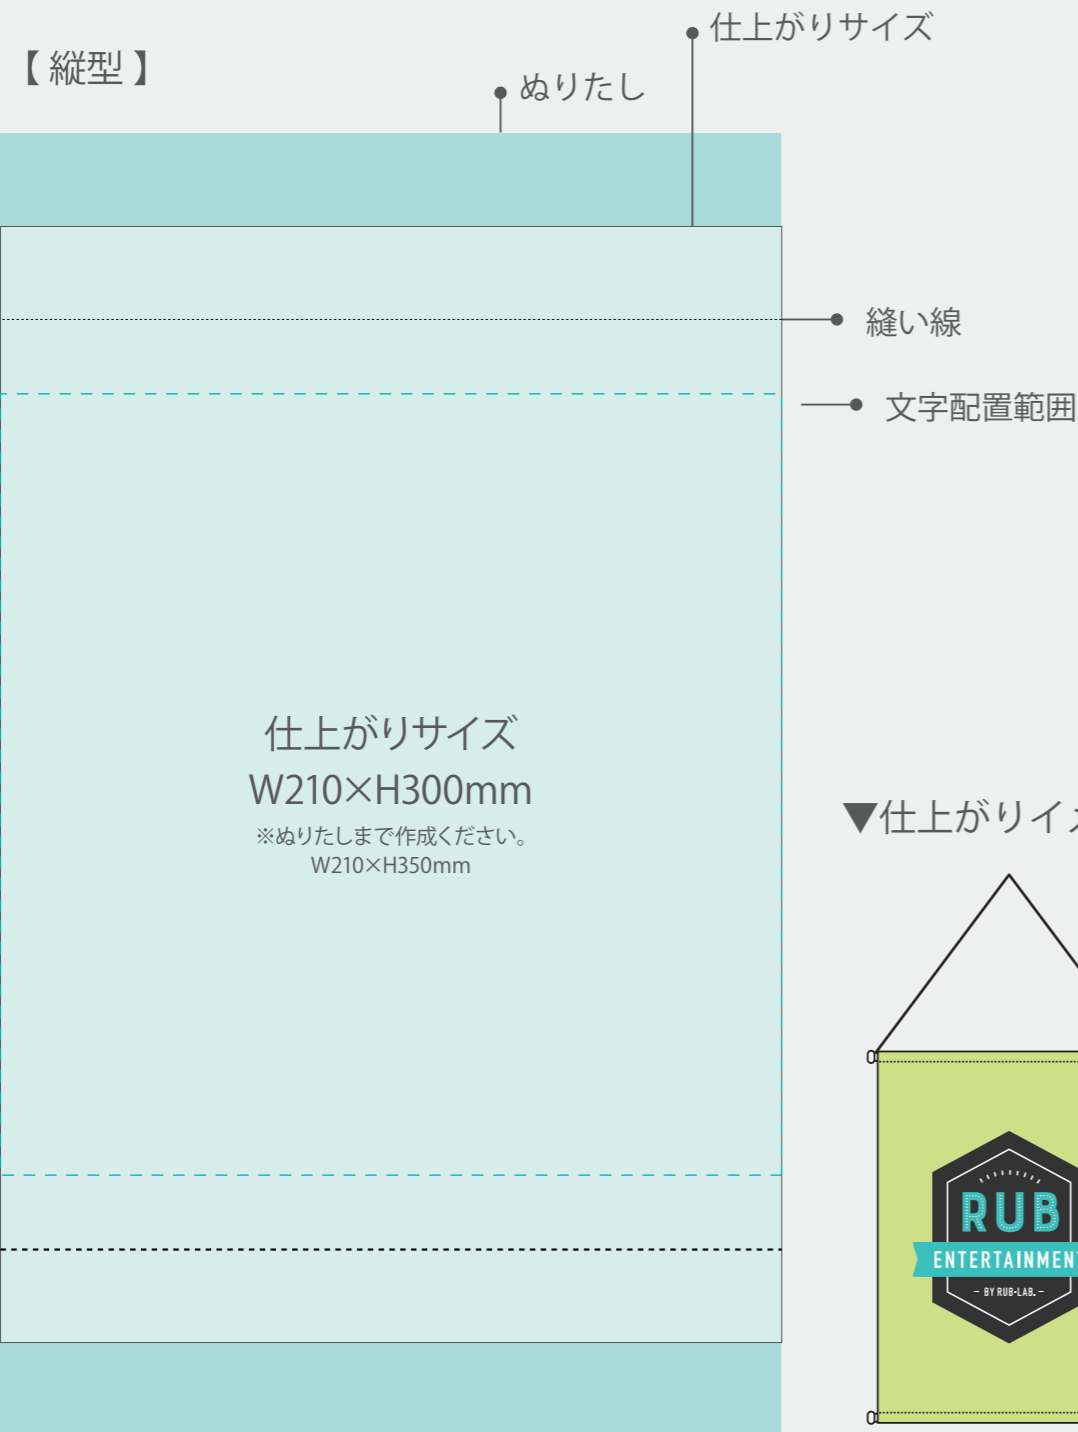 【縦型】
仕上がりサイズ
ぬりたし
縫い線
文字配置範囲
仕上がりサイズ
W210×H300mm
※ぬりたしまで作成ください。
W210×H350mm
▼仕上がりイメ
RUB
ENTERTAINMENT
– BY RUB-LAB. –